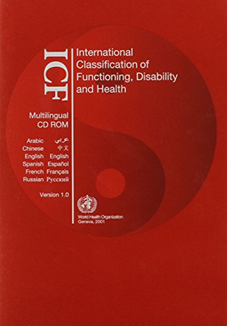 ICF
International
Classification of
Functioning, Disability
and Health
Multilingual
CD ROM
Arabic عربي
Chinese 中文
English English
Spanish Español
French Français
Russian Русский
Version 1.0
World Health Organization
Geneva, 2001